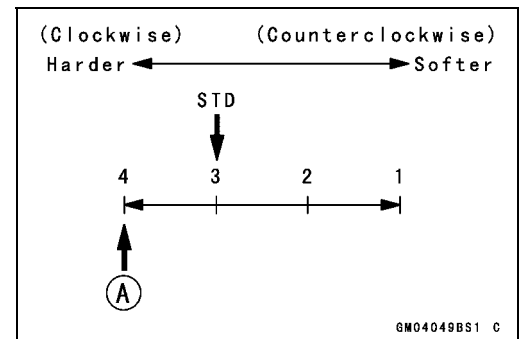 (Clockwise) (Counterclockwise)
Harder Softer
STD
4 3 2 1
A
GM04049BS1 C